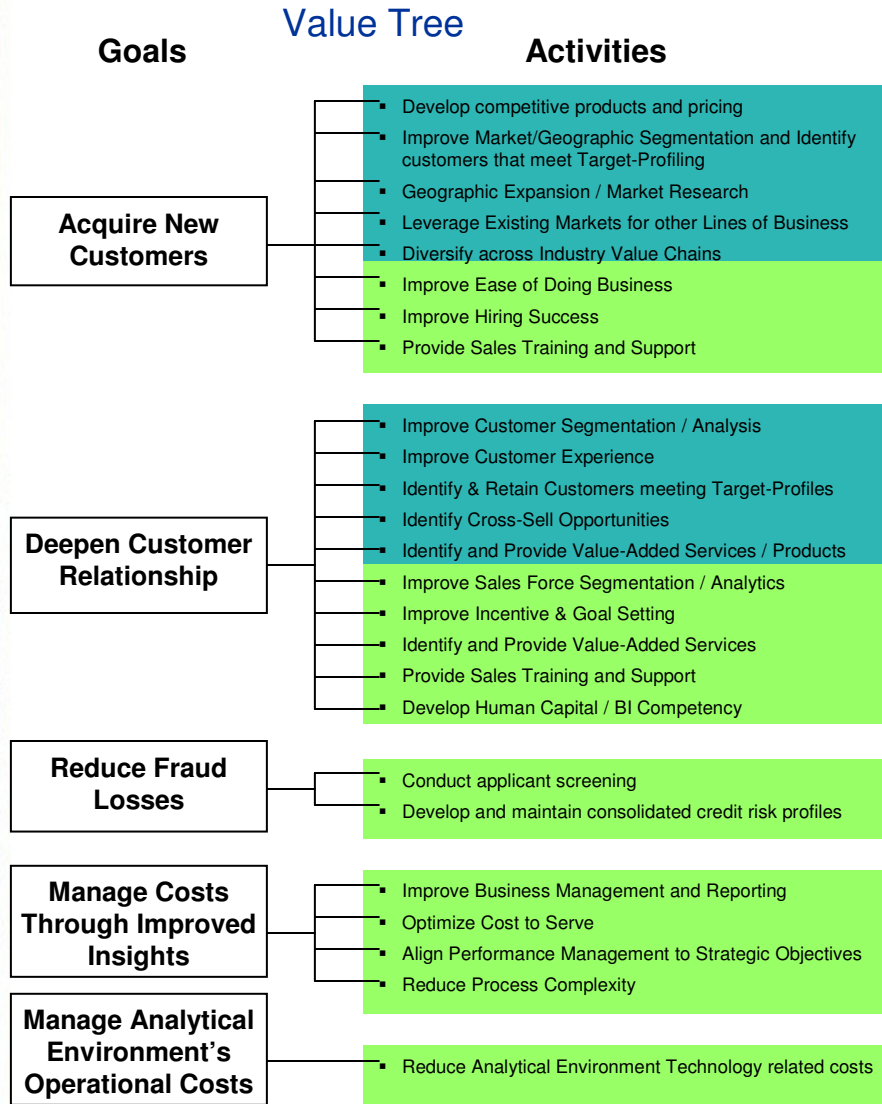 Value Tree
Goals
Activities
Acquire New
Customers
▪ Develop competitive products and pricing
▪ Improve Market/Geographic Segmentation and Identify
customers that meet Target-Profiling
▪ Geographic Expansion / Market Research
▪ Leverage Existing Markets for other Lines of Business
▪ Diversify across Industry Value Chains
▪ Improve Ease of Doing Business
▪ Improve Hiring Success
▪ Provide Sales Training and Support
Deepen Customer
Relationship
▪ Improve Customer Segmentation / Analysis
▪ Improve Customer Experience
▪ Identify & Retain Customers meeting Target-Profiles
▪ Identify Cross-Sell Opportunities
▪ Identify and Provide Value-Added Services / Products
▪ Improve Sales Force Segmentation / Analytics
▪ Improve Incentive & Goal Setting
▪ Identify and Provide Value-Added Services
▪ Provide Sales Training and Support
▪ Develop Human Capital / BI Competency
Reduce Fraud
Losses
▪ Conduct applicant screening
▪ Develop and maintain consolidated credit risk profiles
Manage Costs
Through Improved
Insights
▪ Improve Business Management and Reporting
▪ Optimize Cost to Serve
▪ Align Performance Management to Strategic Objectives
▪ Reduce Process Complexity
Manage Analytical
Environment's
Operational Costs
▪ Reduce Analytical Environment Technology related costs